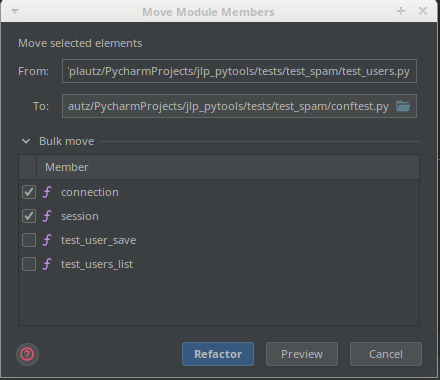 Move Module Members
Move selected elements
From: 'plautz/PycharmProjects/jlp_pytools/tests/test_spam/test_users.py
To: autz/PycharmProjects/jlp_pytools/tests/test_spam/conftest.py
Bulk move
Member
connection
session
test_user_save
test_users_list
? Refactor Preview Cancel